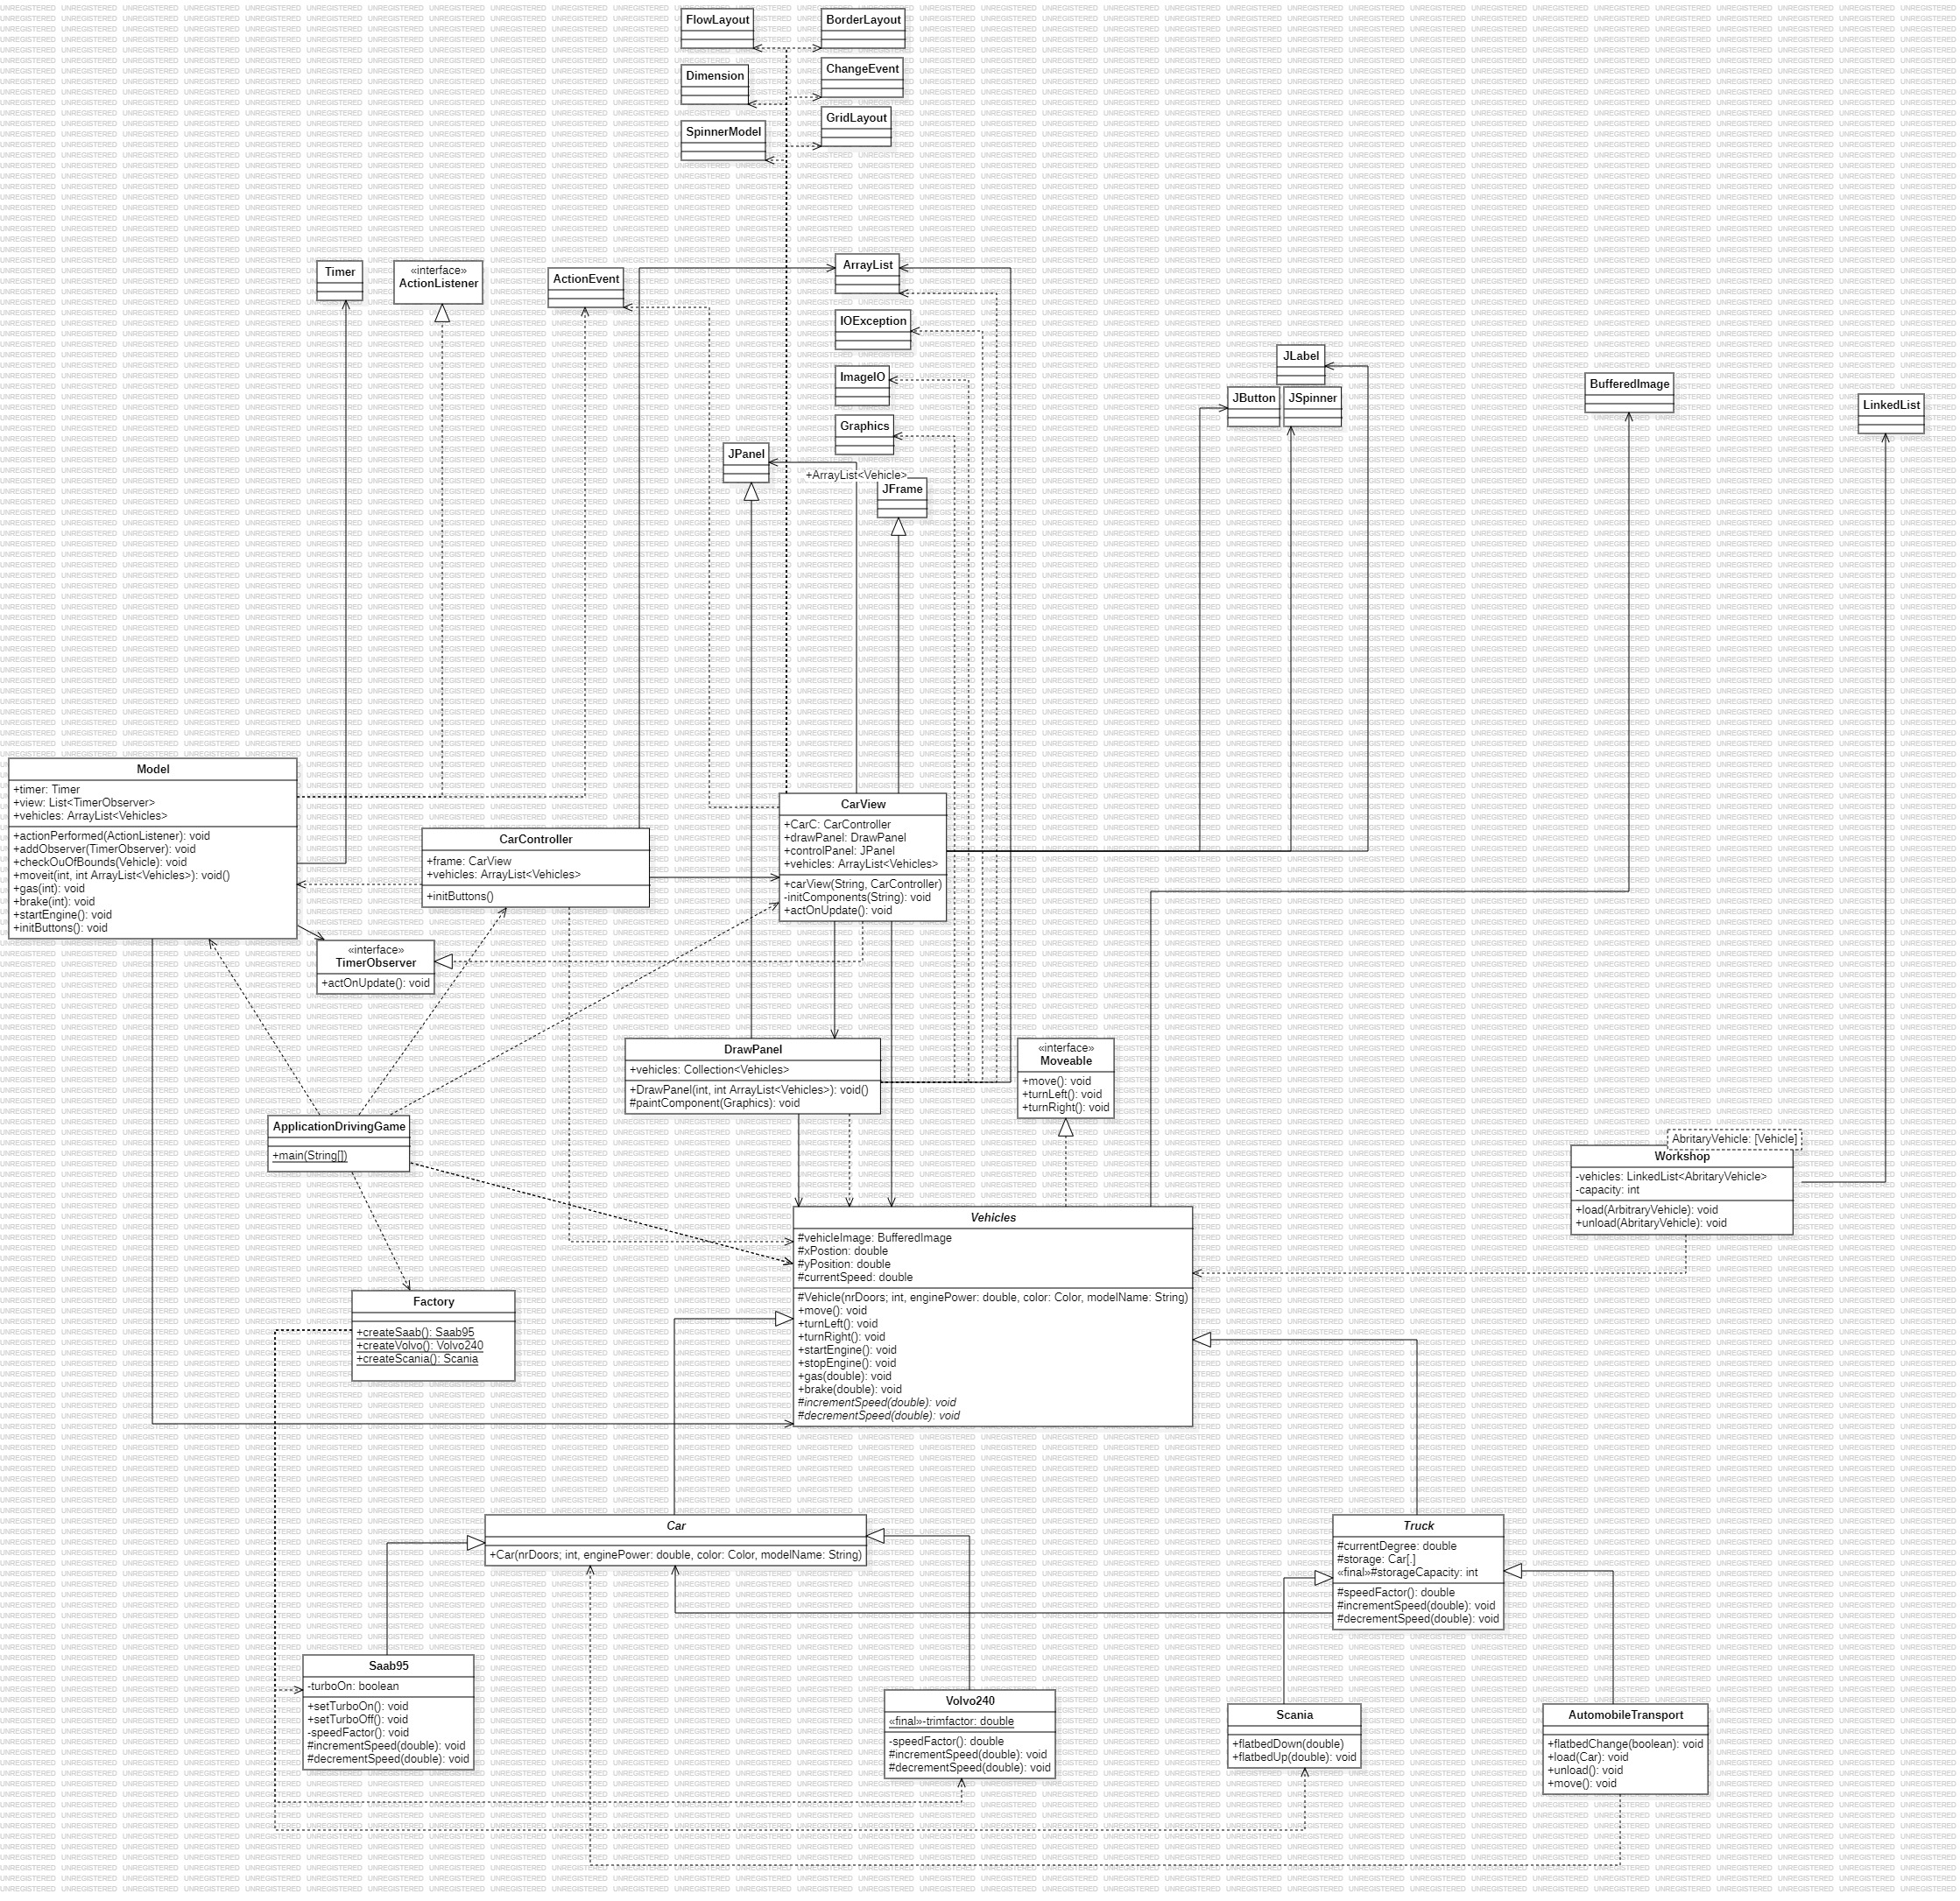 FlowLayout
BorderLayout
Dimension
ChangeEvent
SpinnerModel
GridLayout
Timer
«interface»
ActionListener
ActionEvent
ArrayList
IOException
ImageIO
Graphics
JPanel
+ArrayList<Vehicle>
JFrame
JLabel
JButton
JSpinner
BufferedImage
LinkedList
Model
+timer: Timer
+view: List<TimerObserver>
+vehicles: ArrayList<Vehicles>
+actionPerformed(ActionListener): void
+addObserver(TimerObserver): void
+checkOuOfBounds(Vehicle): void
+moveit(int, int ArrayList<Vehicles>): void()
+gas(int): void
+brake(int): void
+startEngine(): void
+initButtons(): void
CarController
+frame: CarView
+vehicles: ArrayList<Vehicles>
+initButtons()
CarView
+CarC: CarController
+drawPanel: DrawPanel
+controlPanel: JPanel
+vehicles: ArrayList<Vehicles>
+carView(String, CarController)
-initComponents(String): void
+actOnUpdate(): void
«interface»
TimerObserver
+actOnUpdate(): void
DrawPanel
+vehicles: Collection<Vehicles>
+DrawPanel(int, int ArrayList<Vehicles>): void()
#paintComponent(Graphics): void
«interface»
Moveable
+move(): void
+turnLeft(): void
+turnRight(): void
ApplicationDrivingGame
+main(String[])
AbritaryVehicle: [Vehicle]
Workshop
-vehicles: LinkedList<AbritaryVehicle>
-capacity: int
+load(ArbitraryVehicle): void
+unload(AbritaryVehicle): void
Vehicles
#vehicleImage: BufferedImage
#xPostion: double
#yPosition: double
#currentSpeed: double
#Vehicle(nrDoors; int, enginePower: double, color: Color, modelName: String)
+move(): void
+turnLeft(): void
+turnRight(): void
+startEngine(): void
+stopEngine(): void
+gas(double): void
+brake(double): void
#incrementSpeed(double): void
#decrementSpeed(double): void
Factory
+createSaab(): Saab95
+createVolvo(): Volvo240
+createScania(): Scania
Car
+Car(nrDoors; int, enginePower: double, color: Color, modelName: String)
Truck
#currentDegree: double
#storage: Car[.]
«final»#storageCapacity: int
#speedFactor(): double
#incrementSpeed(double): void
#decrementSpeed(double): void
Saab95
-turboOn: boolean
+setTurboOn(): void
+setTurboOff(): void
-speedFactor(): void
#incrementSpeed(double): void
#decrementSpeed(double): void
Volvo240
«final»-trimfactor: double
-speedFactor(): double
#incrementSpeed(double): void
#decrementSpeed(double): void
Scania
+flatbedDown(double)
+flatbedUp(double): void
AutomobileTransport
+flatbedChange(boolean): void
+load(Car): void
+unload(): void
+move(): void
UNREGISTERED